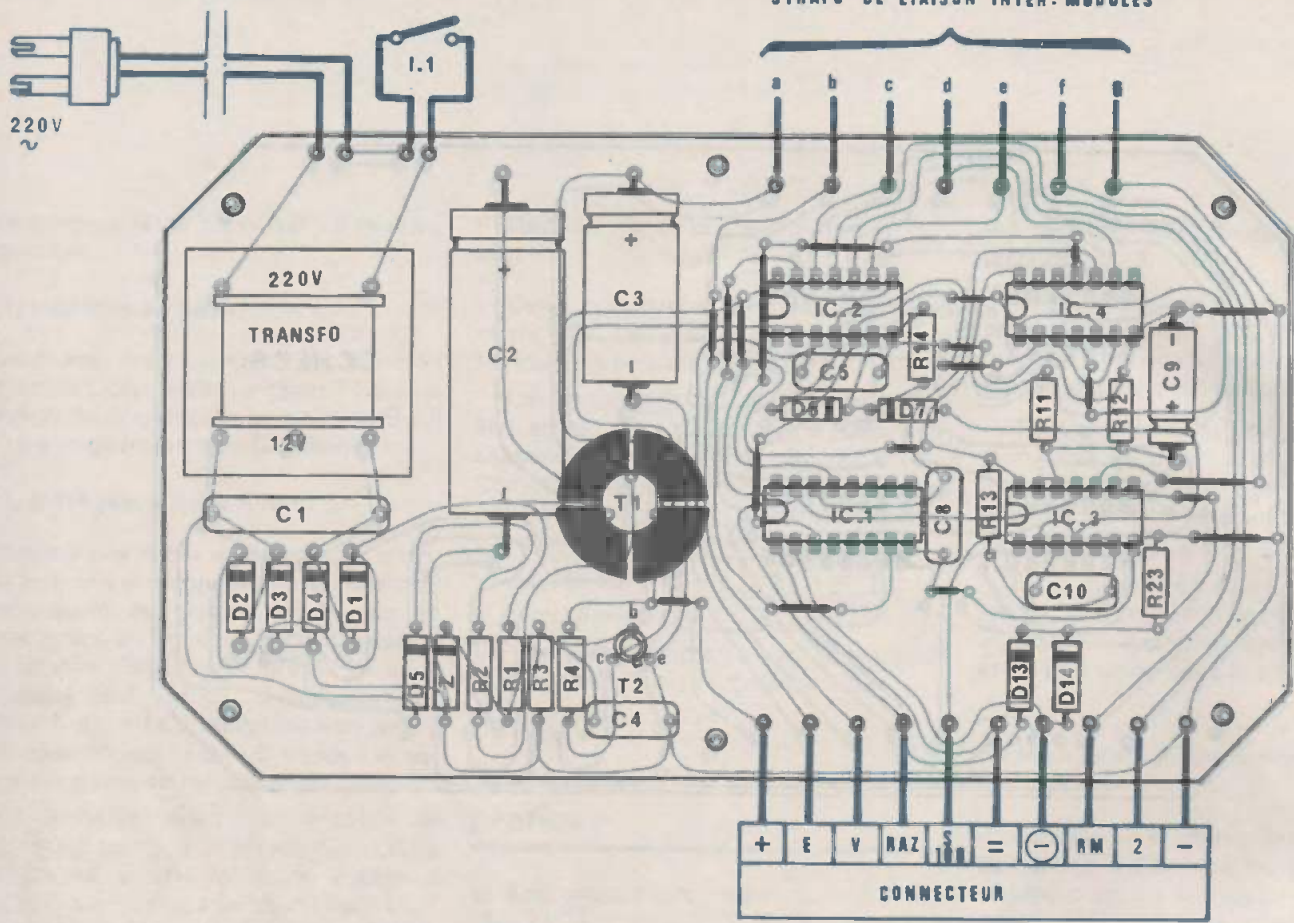 STRAPS DE LIAISON INTER-MODULES
a b c d e f g
I.1
220V
~
220V
TRANSFO
12V
C1
C2
+
-
C3
+
-
IC.2
IC.4
C5
R14
D6
D7
R11
R12
C9
+
-
T1
IC.1
C8
R13
IC.3
C10
R23
D2
D3
D4
D1
D5
Z
R2
R1
R3
R4
b
c
e
T2
C4
D13
D14
+ E V RAZ S 100 = - RM 2 -
CONNECTEUR